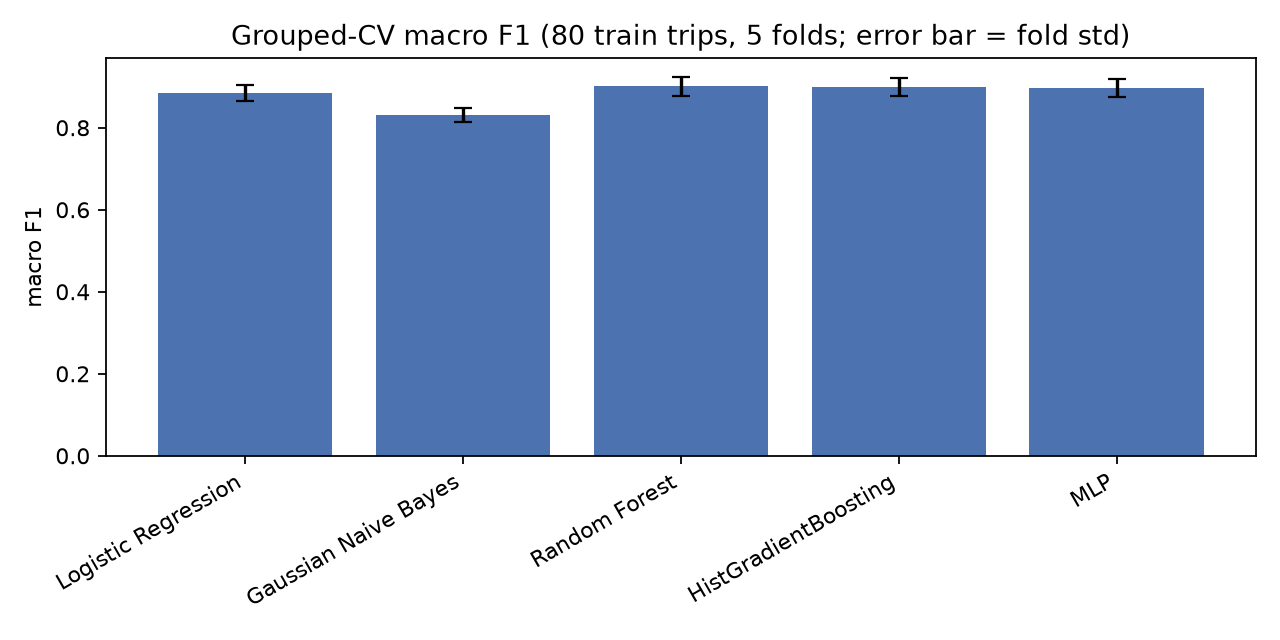 Grouped-CV macro F1 (80 train trips, 5 folds; error bar = fold std)
macro F1
0.8
0.6
0.4
0.2
0.0
Logistic Regression
Gaussian Naive Bayes
Random Forest
HistGradientBoosting
MLP